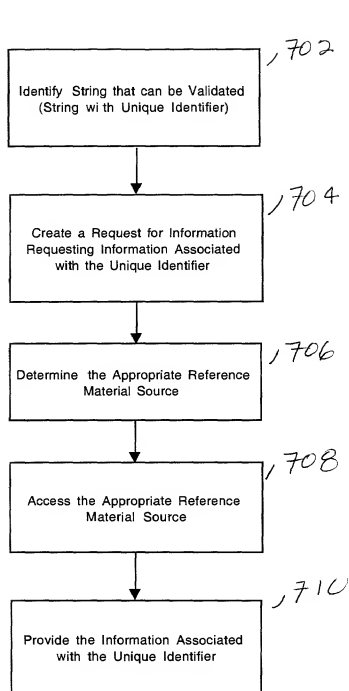 702
Identify String that can be Validated
(String with Unique Identifier)
704
Create a Request for Information
Requesting Information Associated
with the Unique Identifier
706
Determine the Appropriate Reference
Material Source
708
Access the Appropriate Reference
Material Source
710
Provide the Information Associated
with the Unique Identifier